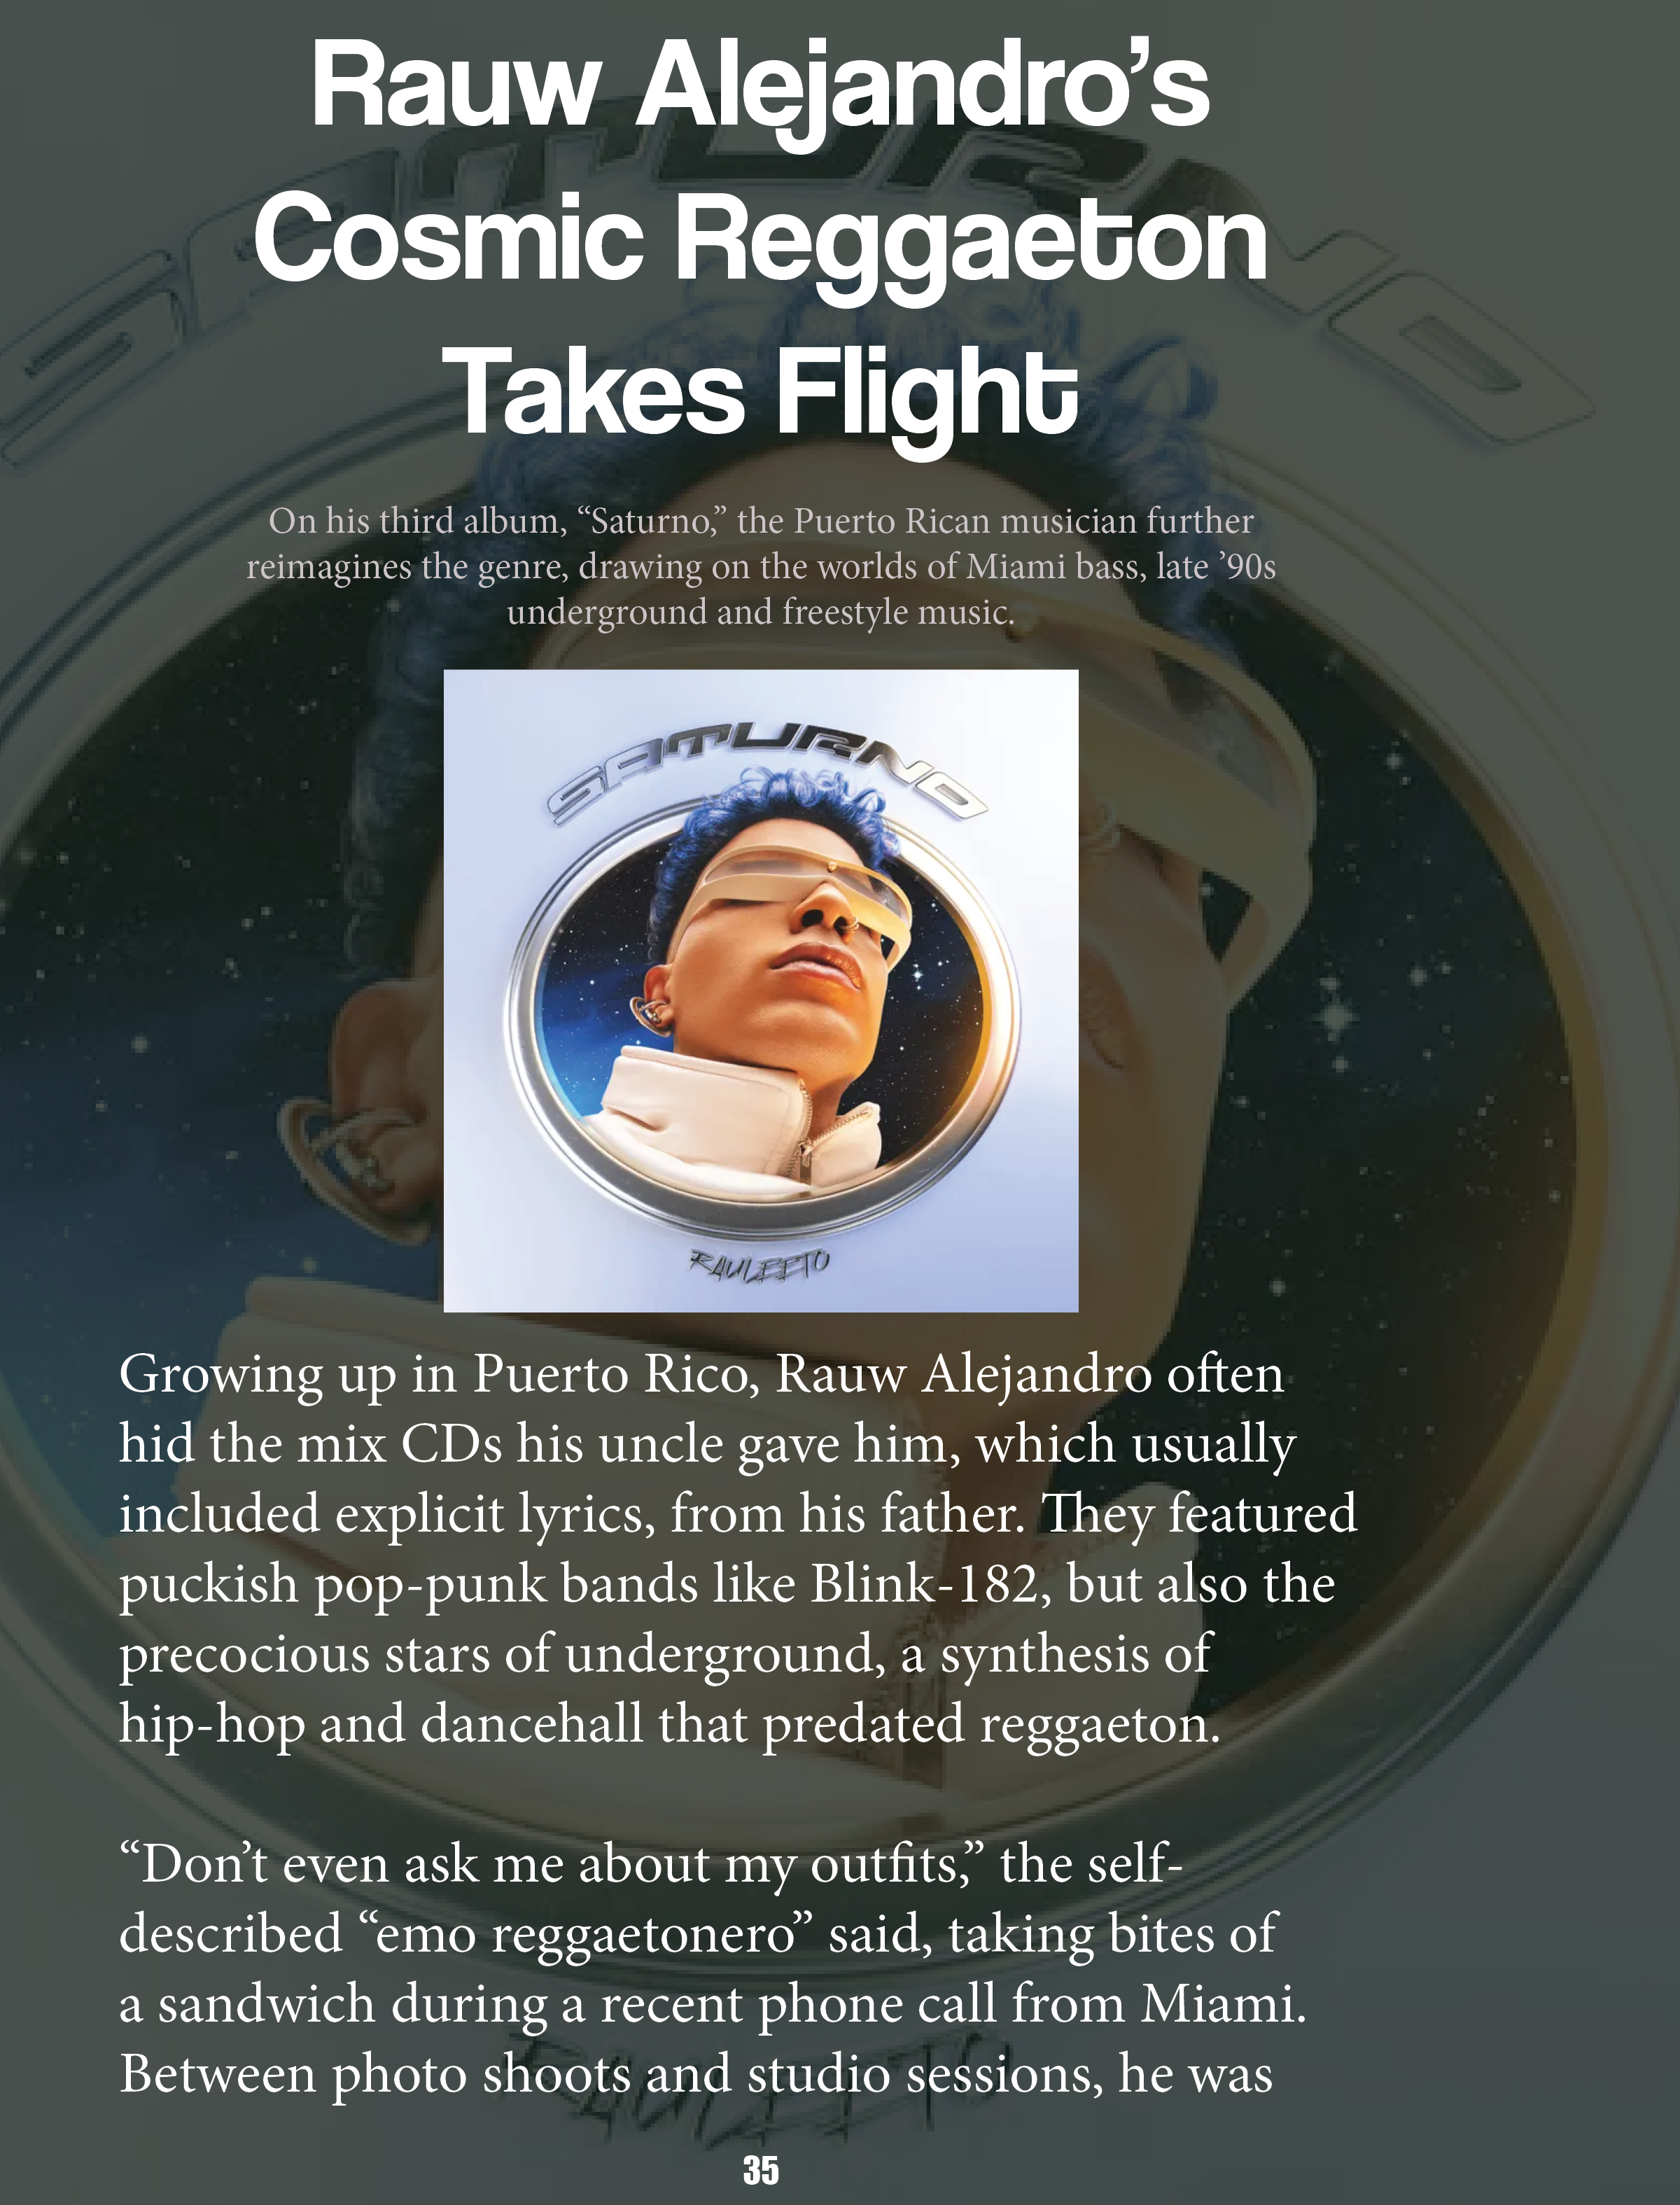 Rauw Alejandro’s
Cosmic Reggaeton
Takes Flight
On his third album, “Saturno,” the Puerto Rican musician further
reimagines the genre, drawing on the worlds of Miami bass, late ’90s
underground and freestyle music.
SATURNO
RAULEETO
Growing up in Puerto Rico, Rauw Alejandro often
hid the mix CDs his uncle gave him, which usually
included explicit lyrics, from his father. They featured
puckish pop-punk bands like Blink-182, but also the
precocious stars of underground, a synthesis of
hip-hop and dancehall that predated reggaeton.
“Don’t even ask me about my outfits,” the self-
described “emo reggaetonero” said, taking bites of
a sandwich during a recent phone call from Miami.
Between photo shoots and studio sessions, he was
SATURNO
RAULEETO
35